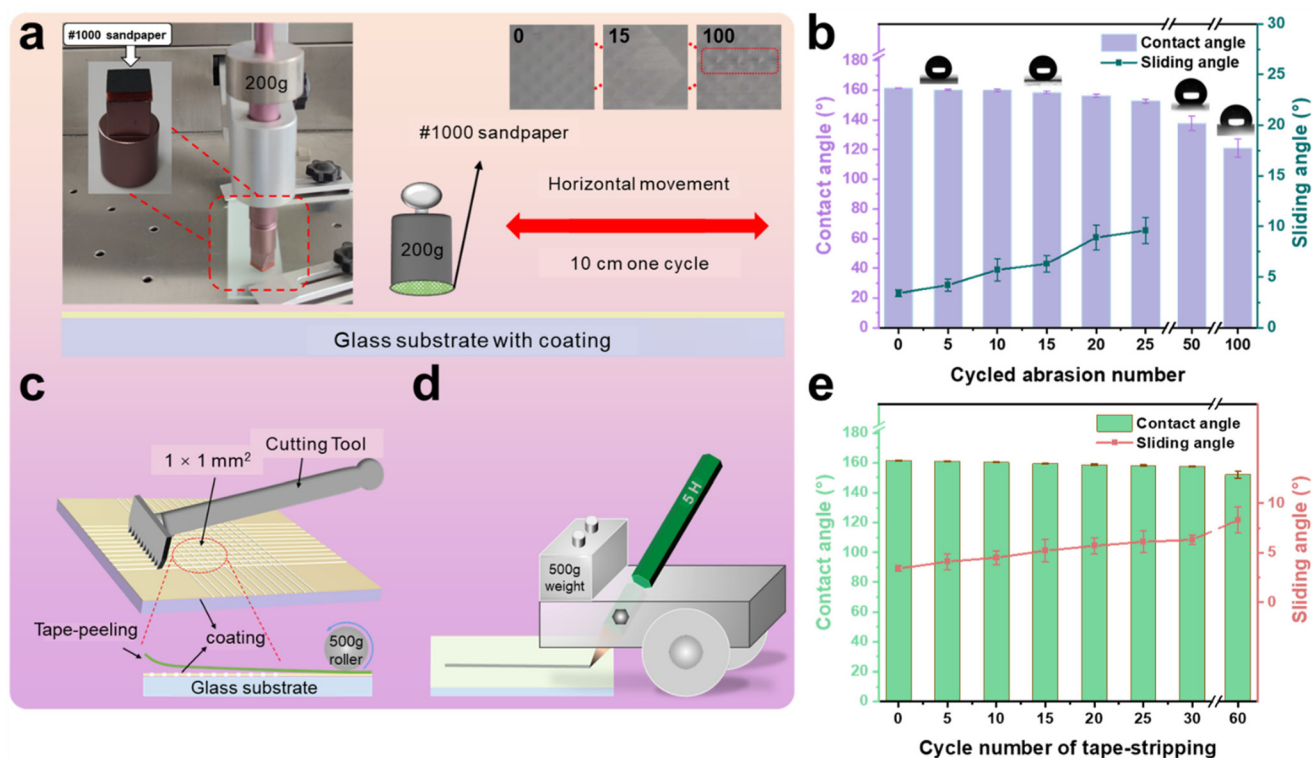 a
#1000 sandpaper
200g
0
15
100
#1000 sandpaper
Horizontal movement
200g
10 cm one cycle
Glass substrate with coating
b
Contact angle
Sliding angle
Contact angle (°)
180
160
140
120
100
80
60
40
20
0
Sliding angle (°)
30
25
20
15
10
5
0
0 5 10 15 20 25 50 100
Cycled abrasion number
c
Cutting Tool
1 × 1 mm²
Tape-peeling
coating
500g
roller
Glass substrate
d
5 H
500g
weight
e
Contact angle
Sliding angle
Contact angle (°)
180
160
140
120
100
80
60
40
20
0
Sliding angle (°)
10
5
0
0 5 10 15 20 25 30 60
Cycle number of tape-stripping